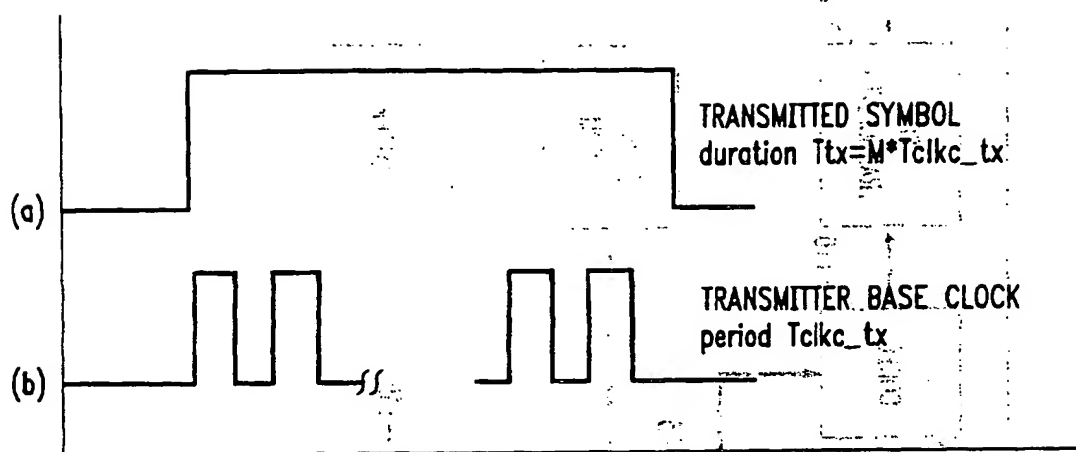 TRANSMITTED SYMBOL
duration Ttx=M*Tclkc_tx
(a)
TRANSMITTER BASE CLOCK
period Tclkc_tx
(b)